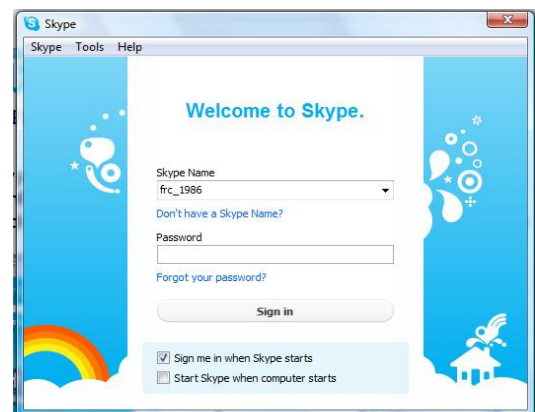 Skype
Skype Tools Help
Welcome to Skype.
Skype Name
frc_1986
Don't have a Skype Name?
Password
Forgot your password?
Sign in
Sign me in when Skype starts
Start Skype when computer starts